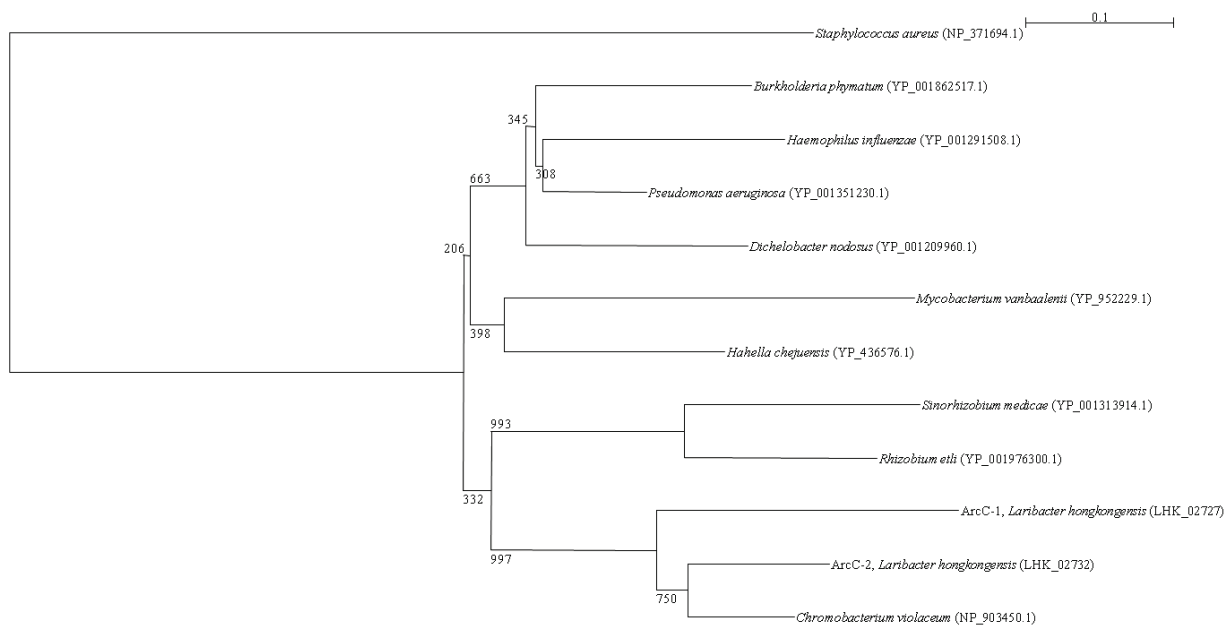 0.1
Staphylococcus aureus (NP_371694.1)
Burkholderia phymatum (YP_001862517.1)
345
Haemophilus influenzae (YP_001291508.1)
308
663
Pseudomonas aeruginosa (YP_001351230.1)
206
Dichelobacter nodosus (YP_001209960.1)
Mycobacterium vanbaalenii (YP_952229.1)
398
Hahella chejuensis (YP_436576.1)
Sinorhizobium medicae (YP_001313914.1)
993
Rhizobium etli (YP_001976300.1)
332
ArcC-1, Laribacter hongkongensis (LHK_02727)
997
ArcC-2, Laribacter hongkongensis (LHK_02732)
750
Chromobacterium violaceum (NP_903450.1)